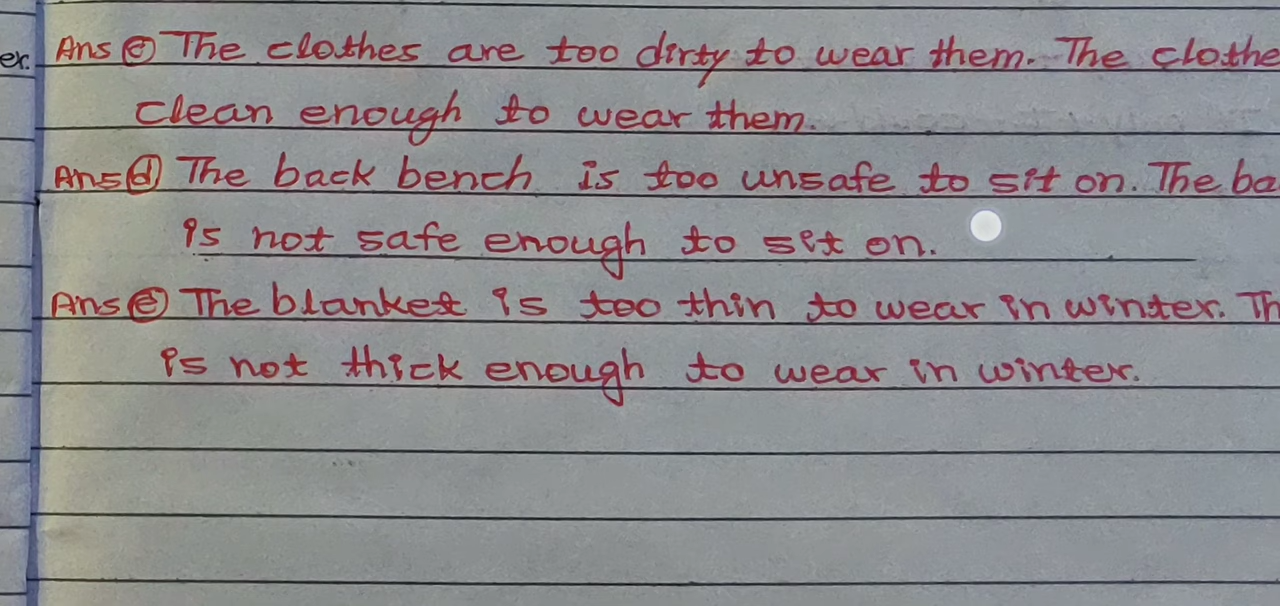 er. Ans ⓒ The clothes are too dirty to wear them. The clothe
clean enough to wear them.
Ans ⓓ The back bench is too unsafe to sit on. The ba
is not safe enough to sit on.
Ans ⓔ The blanket is too thin to wear in winter. Th
is not thick enough to wear in winter.